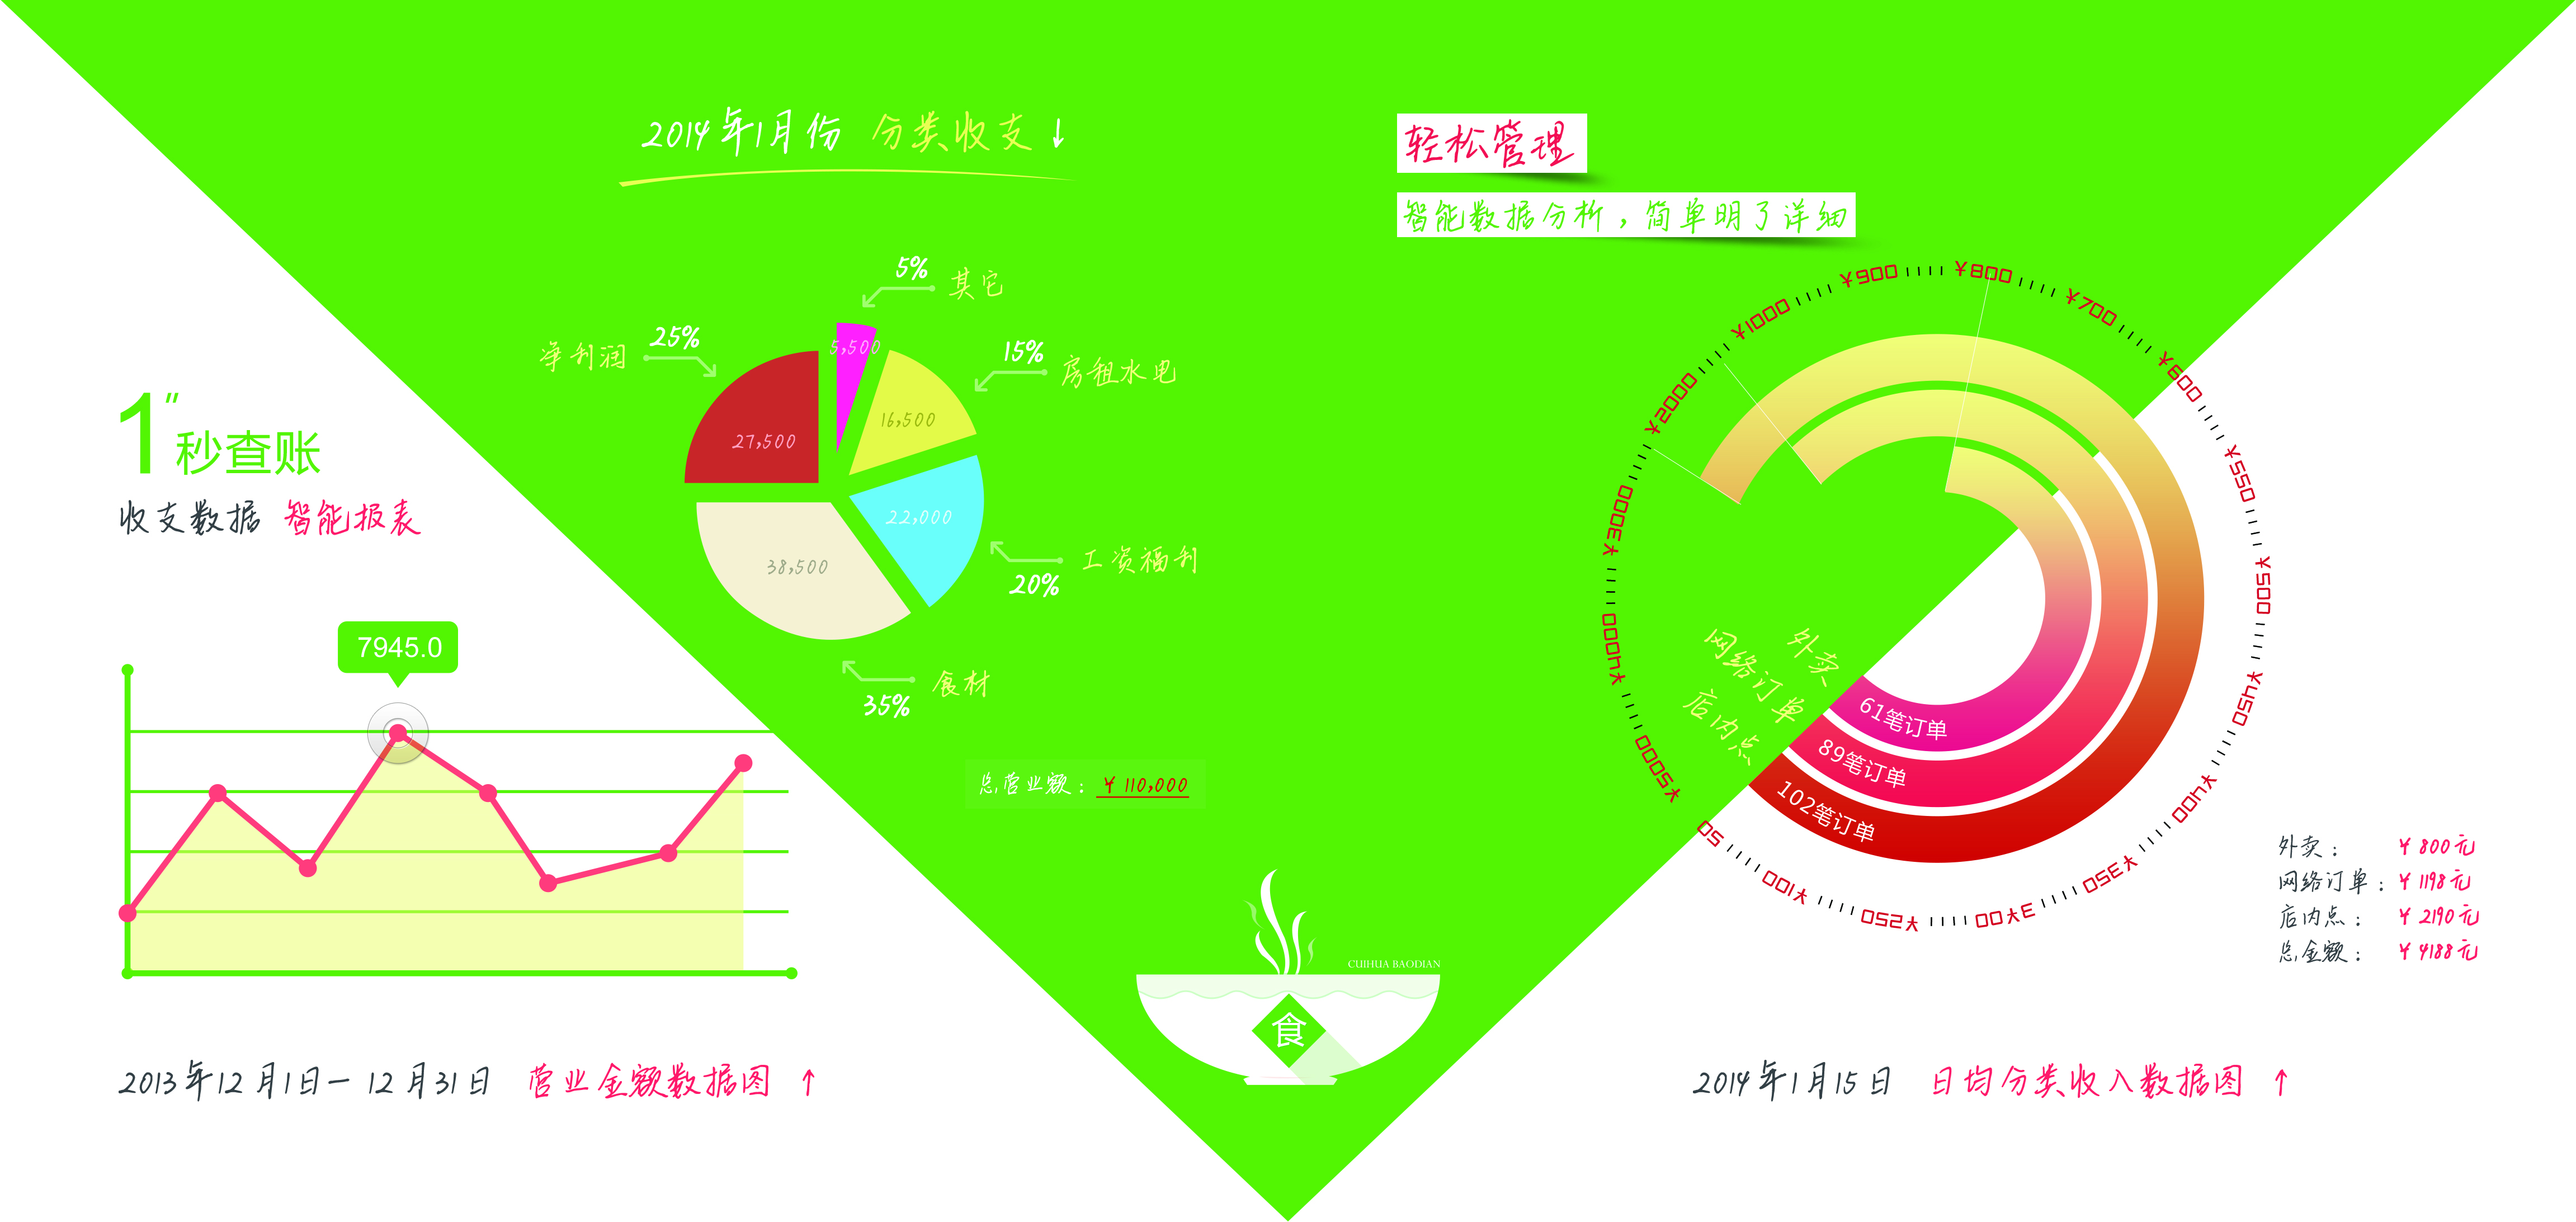 2014年1月份 分类收支↓
5%
其它
净利润
25%
15%
房租水电
5,500
16,500
27,500
22,000
38,500
工资福利
20%
食材
35%
总营业额：￥110,000
1"秒查账
收支数据 智能报表
7945.0
2013年12月1日一 12月31日 营业金额数据图 ↑
CUIHUA BAODIAN
食
轻松管理
智能数据分析，简单明了详细
50
¥100
¥250
3¥00
¥350
¥400
¥450
¥500
¥550
¥600
¥700
¥800
¥900
¥1000
¥2000
¥3000
¥4000
¥5000
外卖
网络订单
店内点
61笔订单
89笔订单
102笔订单
外卖： ￥800元
网络订单：￥1198元
店内点： ￥2190元
总金额： ￥4188元
2014年1月15日 日均分类收入数据图 ↑